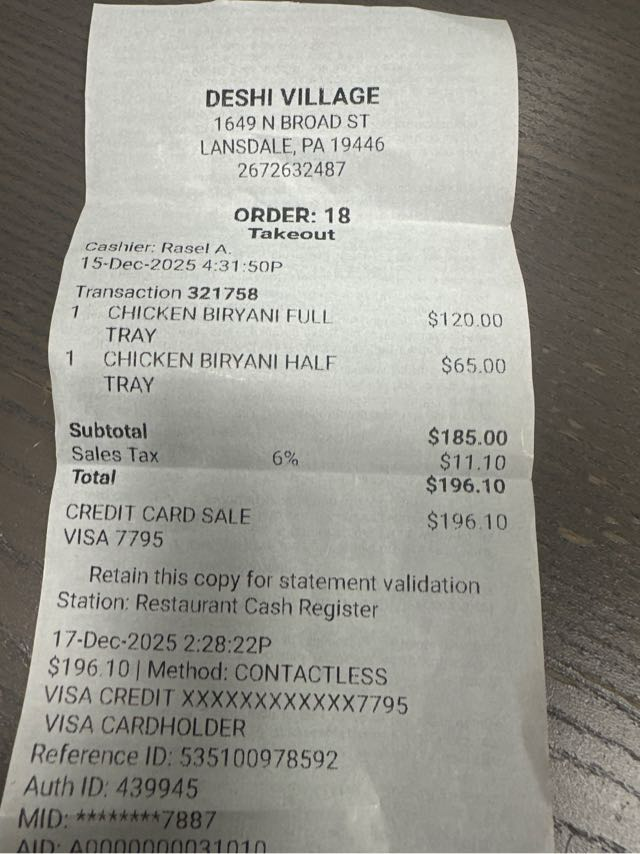 DESHI VILLAGE
1649 N BROAD ST
LANSDALE, PA 19446
2672632487
ORDER: 18
Takeout
Cashier: Rasel A.
15-Dec-2025 4:31:50P
Transaction 321758
1 CHICKEN BIRYANI FULL TRAY $120.00
1 CHICKEN BIRYANI HALF TRAY $65.00
Subtotal $185.00
Sales Tax 6% $11.10
Total $196.10
CREDIT CARD SALE $196.10
VISA 7795
Retain this copy for statement validation
Station: Restaurant Cash Register
17-Dec-2025 2:28:22P
$196.10 | Method: CONTACTLESS
VISA CREDIT XXXXXXXXXXXX7795
VISA CARDHOLDER
Reference ID: 535100978592
Auth ID: 439945
MID: ********7887
AID: A0000000031010